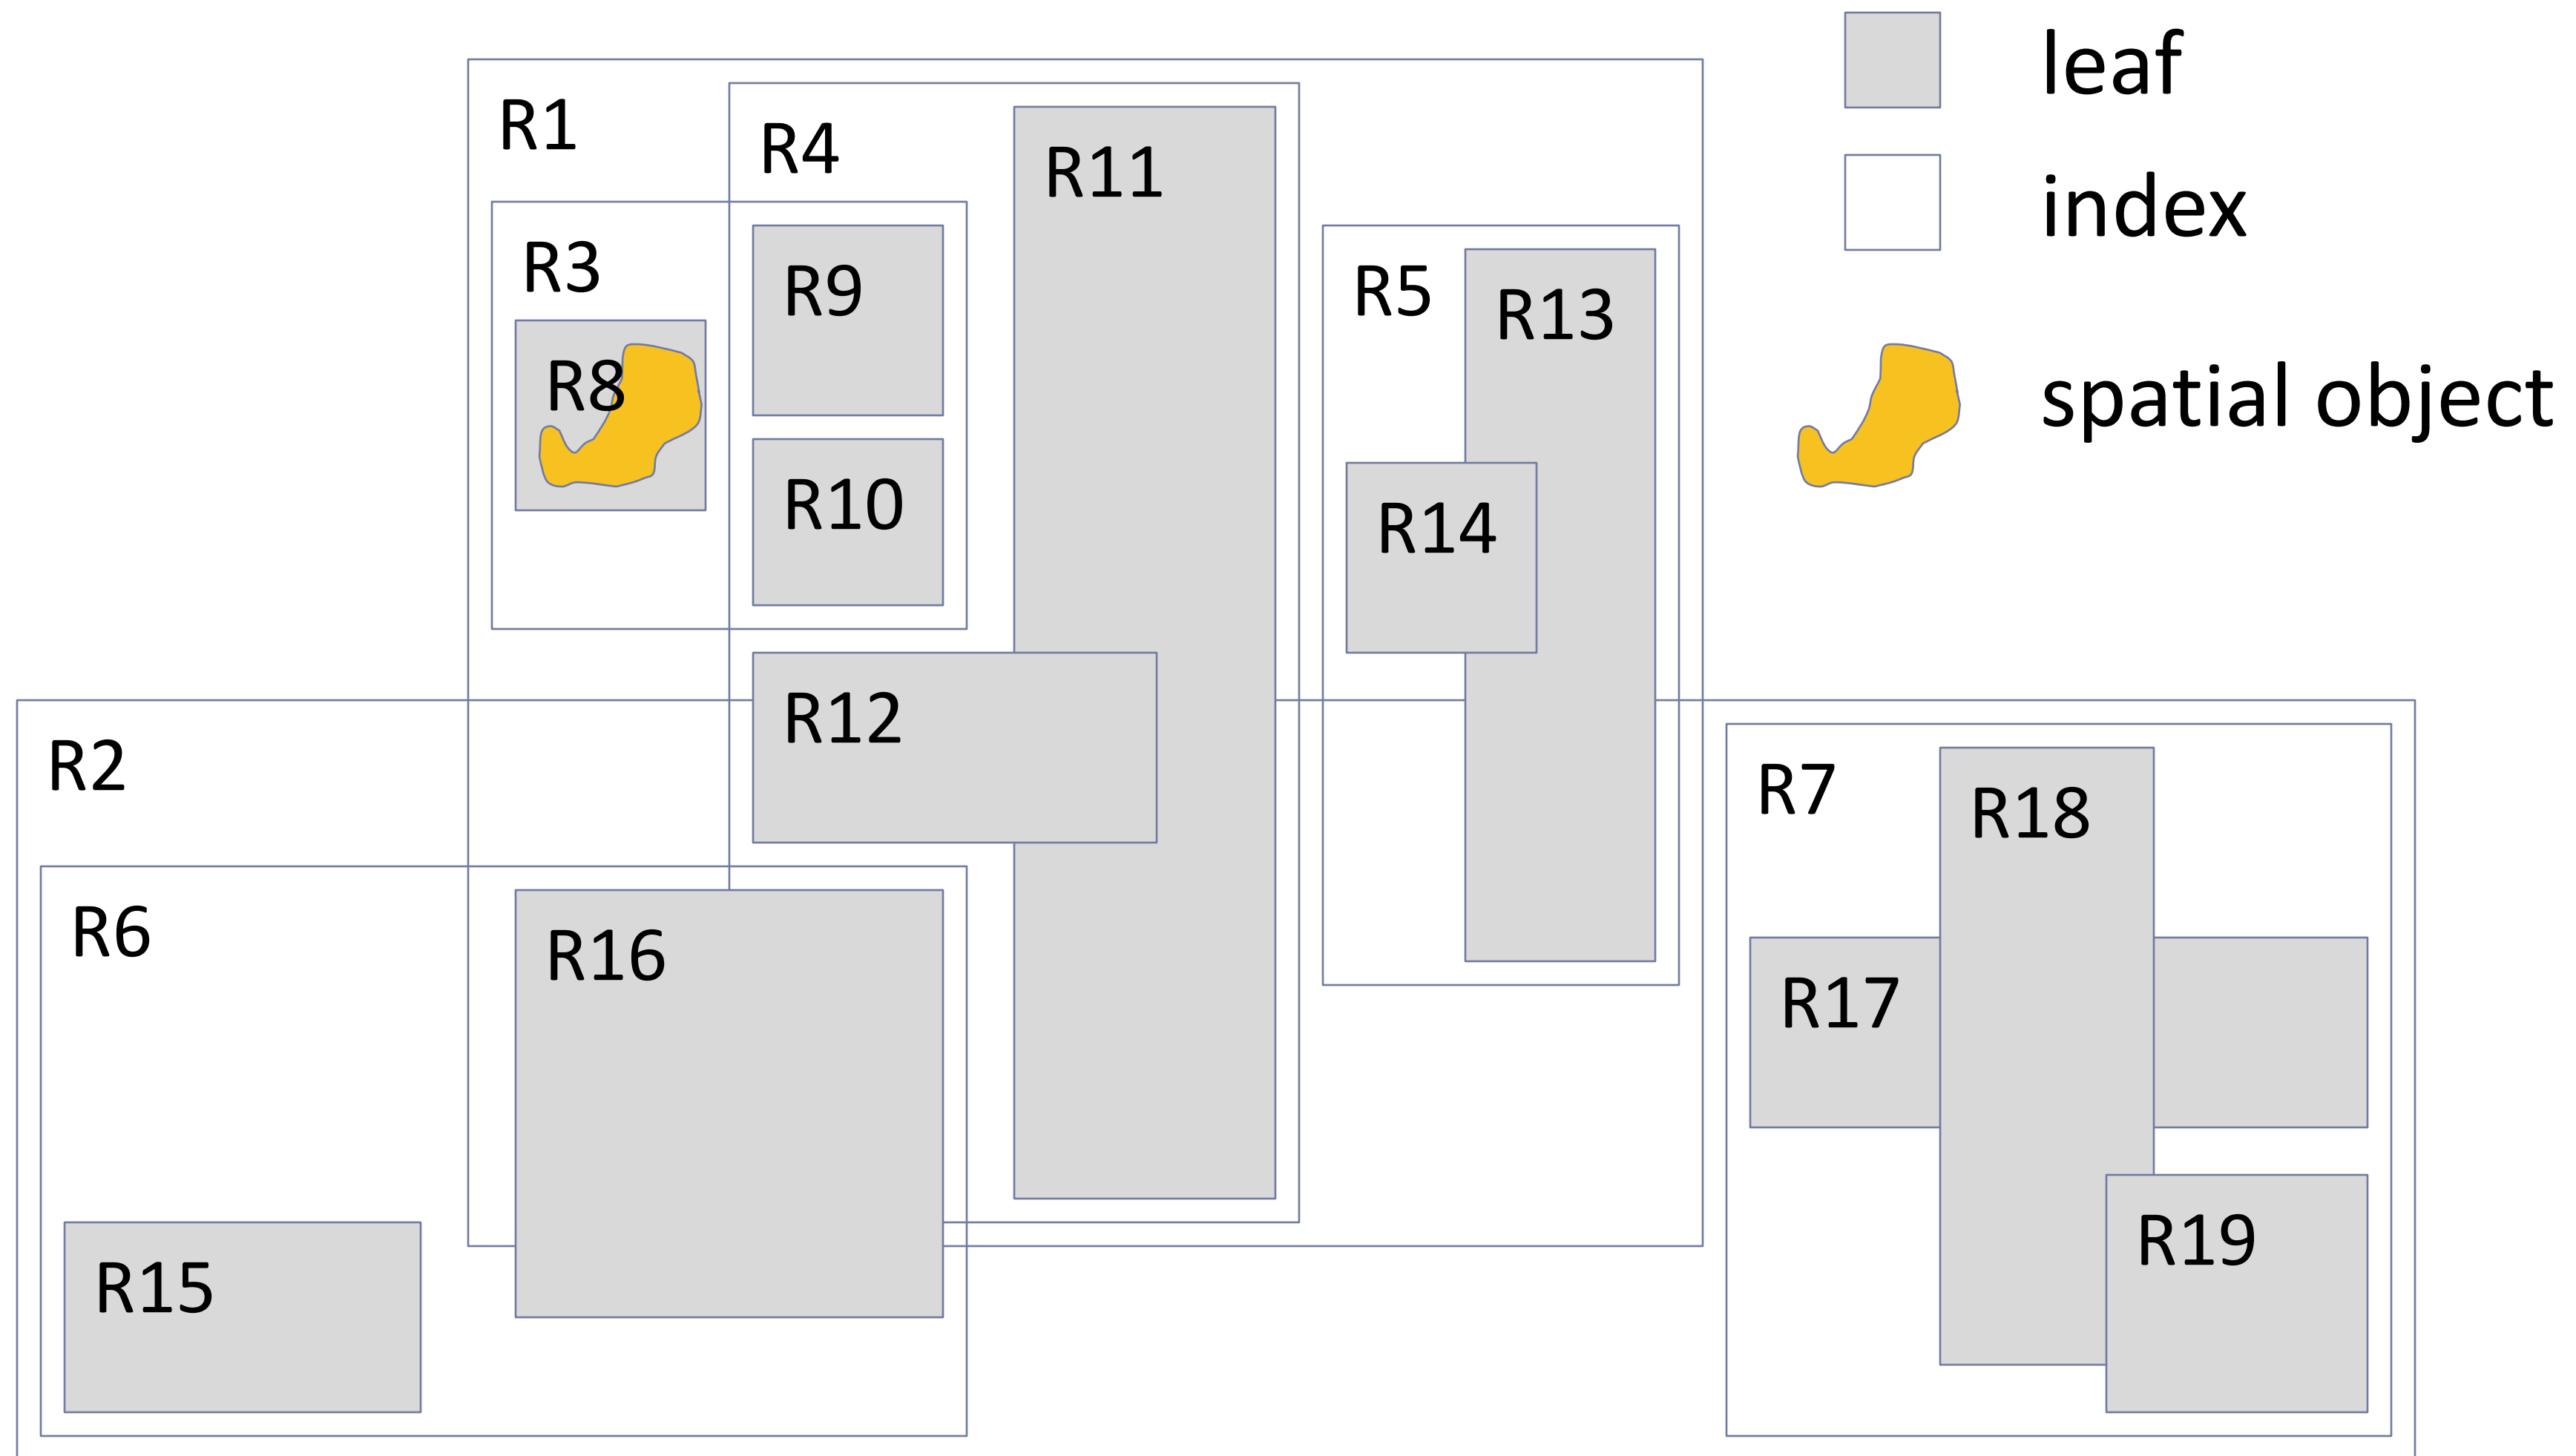 leaf
index
spatial object
R1
R4
R11
R3
R9
R5
R13
R8
R10
R14
R12
R2
R7
R18
R6
R16
R17
R15
R19